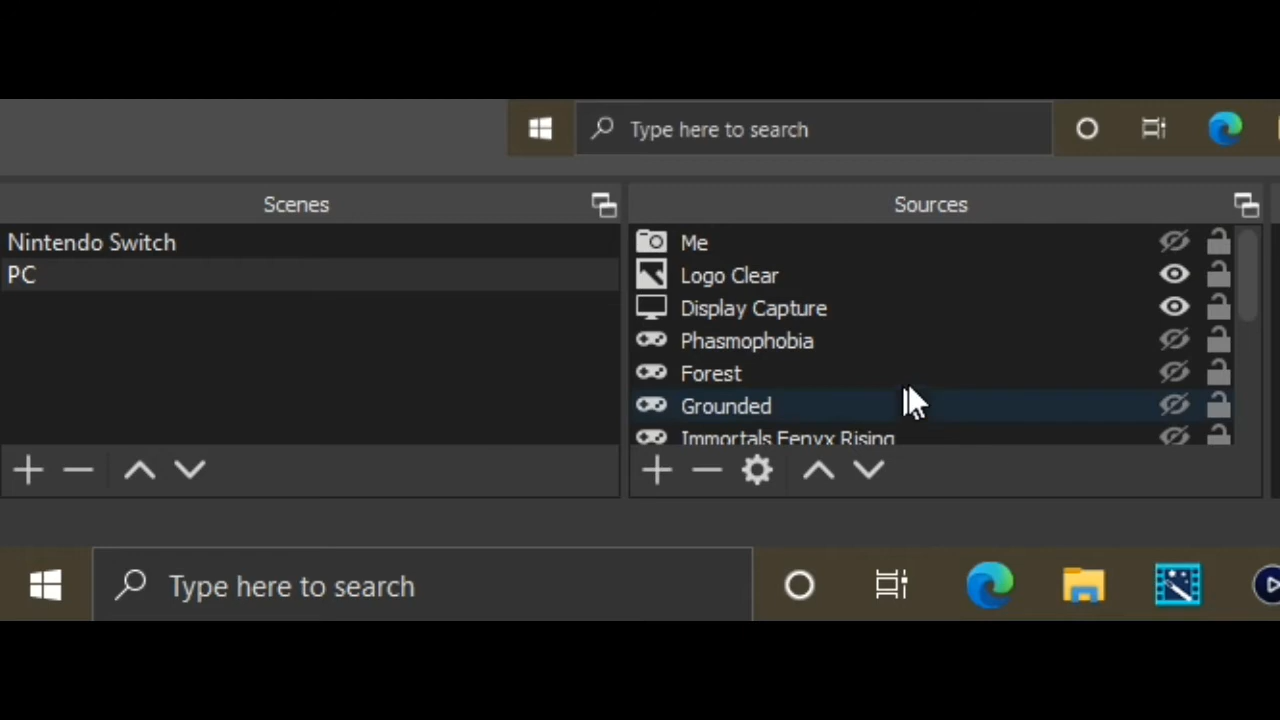 Type here to search
Scenes
Sources
Nintendo Switch
PC
Me
Logo Clear
Display Capture
Phasmophobia
Forest
Grounded
Immortals Fenyx Rising
Type here to search